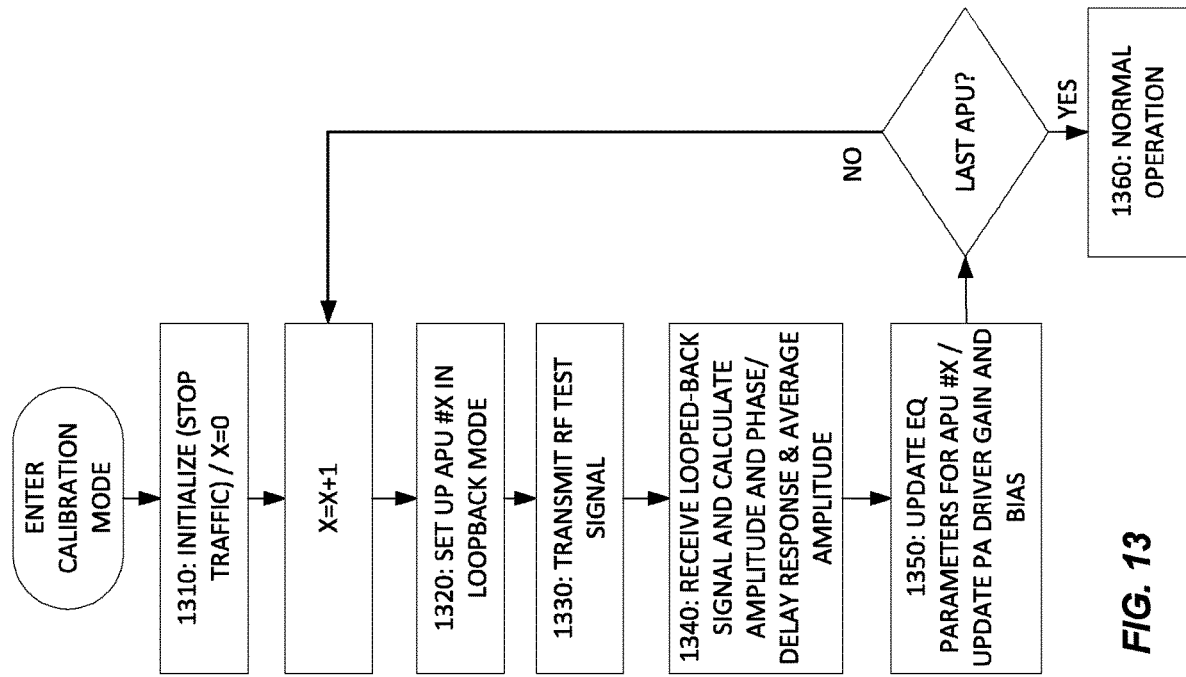 ENTER
CALIBRATION
MODE
1310: INITIALIZE (STOP
TRAFFIC) / X=0
X=X+1
1320: SET UP APU #X IN
LOOPBACK MODE
1330: TRANSMIT RF TEST
SIGNAL
1340: RECEIVE LOOPED-BACK
SIGNAL AND CALCULATE
AMPLITUDE AND PHASE/
DELAY RESPONSE & AVERAGE
AMPLITUDE
1350: UPDATE EQ
PARAMETERS FOR APU #X /
UPDATE PA DRIVER GAIN AND
BIAS
LAST APU?
NO
YES
1360: NORMAL
OPERATION
FIG. 13